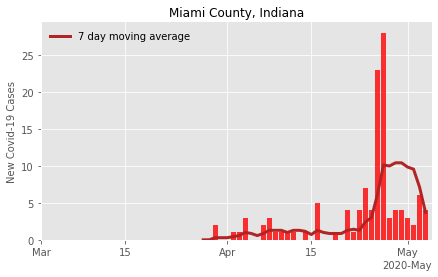 Miami County, Indiana
7 day moving average
New Covid-19 Cases
25
20
15
10
5
0
Mar 15 Apr 15 May
2020-May